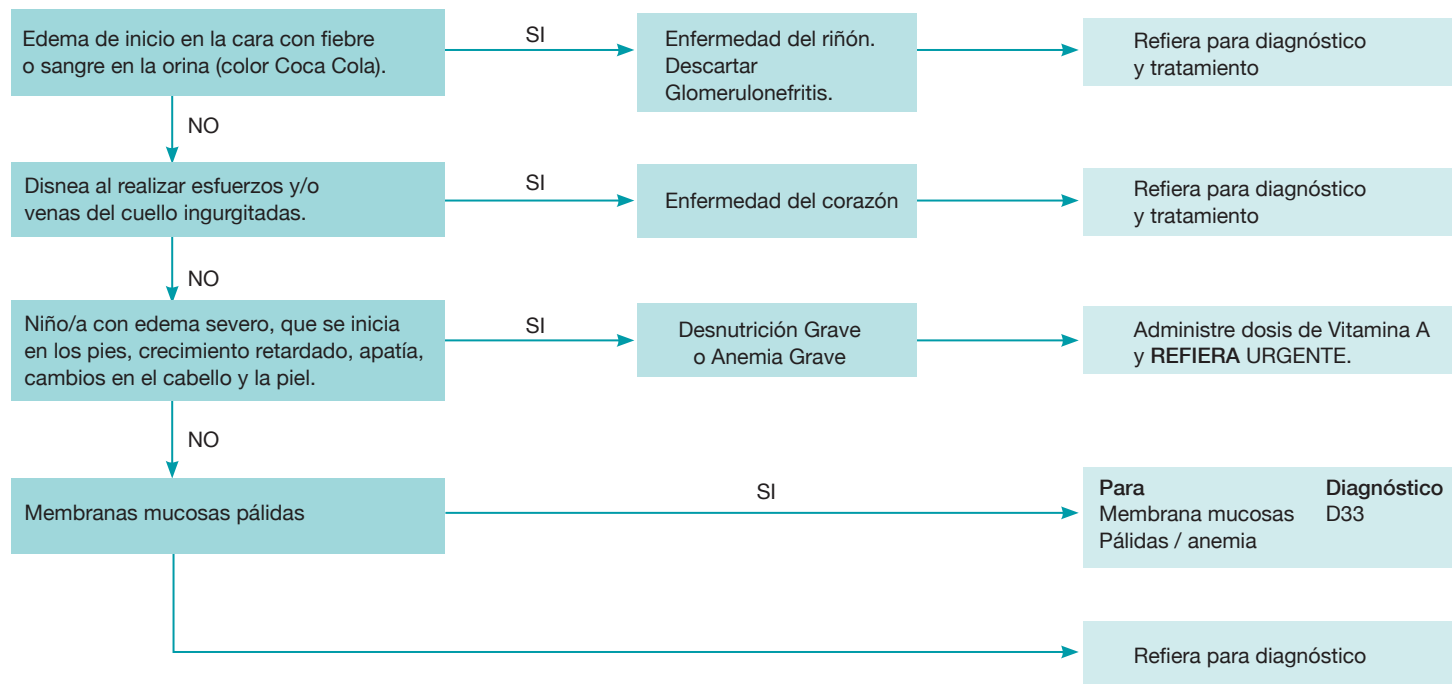 Edema de inicio en la cara con fiebre
o sangre en la orina (color Coca Cola).
SI
Enfermedad del riñón.
Descartar
Glomerulonefritis.
Refiera para diagnóstico
y tratamiento
NO
Disnea al realizar esfuerzos y/o
venas del cuello ingurgitadas.
SI
Enfermedad del corazón
Refiera para diagnóstico
y tratamiento
NO
Niño/a con edema severo, que se inicia
en los pies, crecimiento retardado, apatía,
cambios en el cabello y la piel.
SI
Desnutrición Grave
o Anemia Grave
Administre dosis de Vitamina A
y REFIERA URGENTE.
NO
Membranas mucosas pálidas
SI
Para Diagnóstico
Membrana mucosas D33
Pálidas / anemia
Refiera para diagnóstico